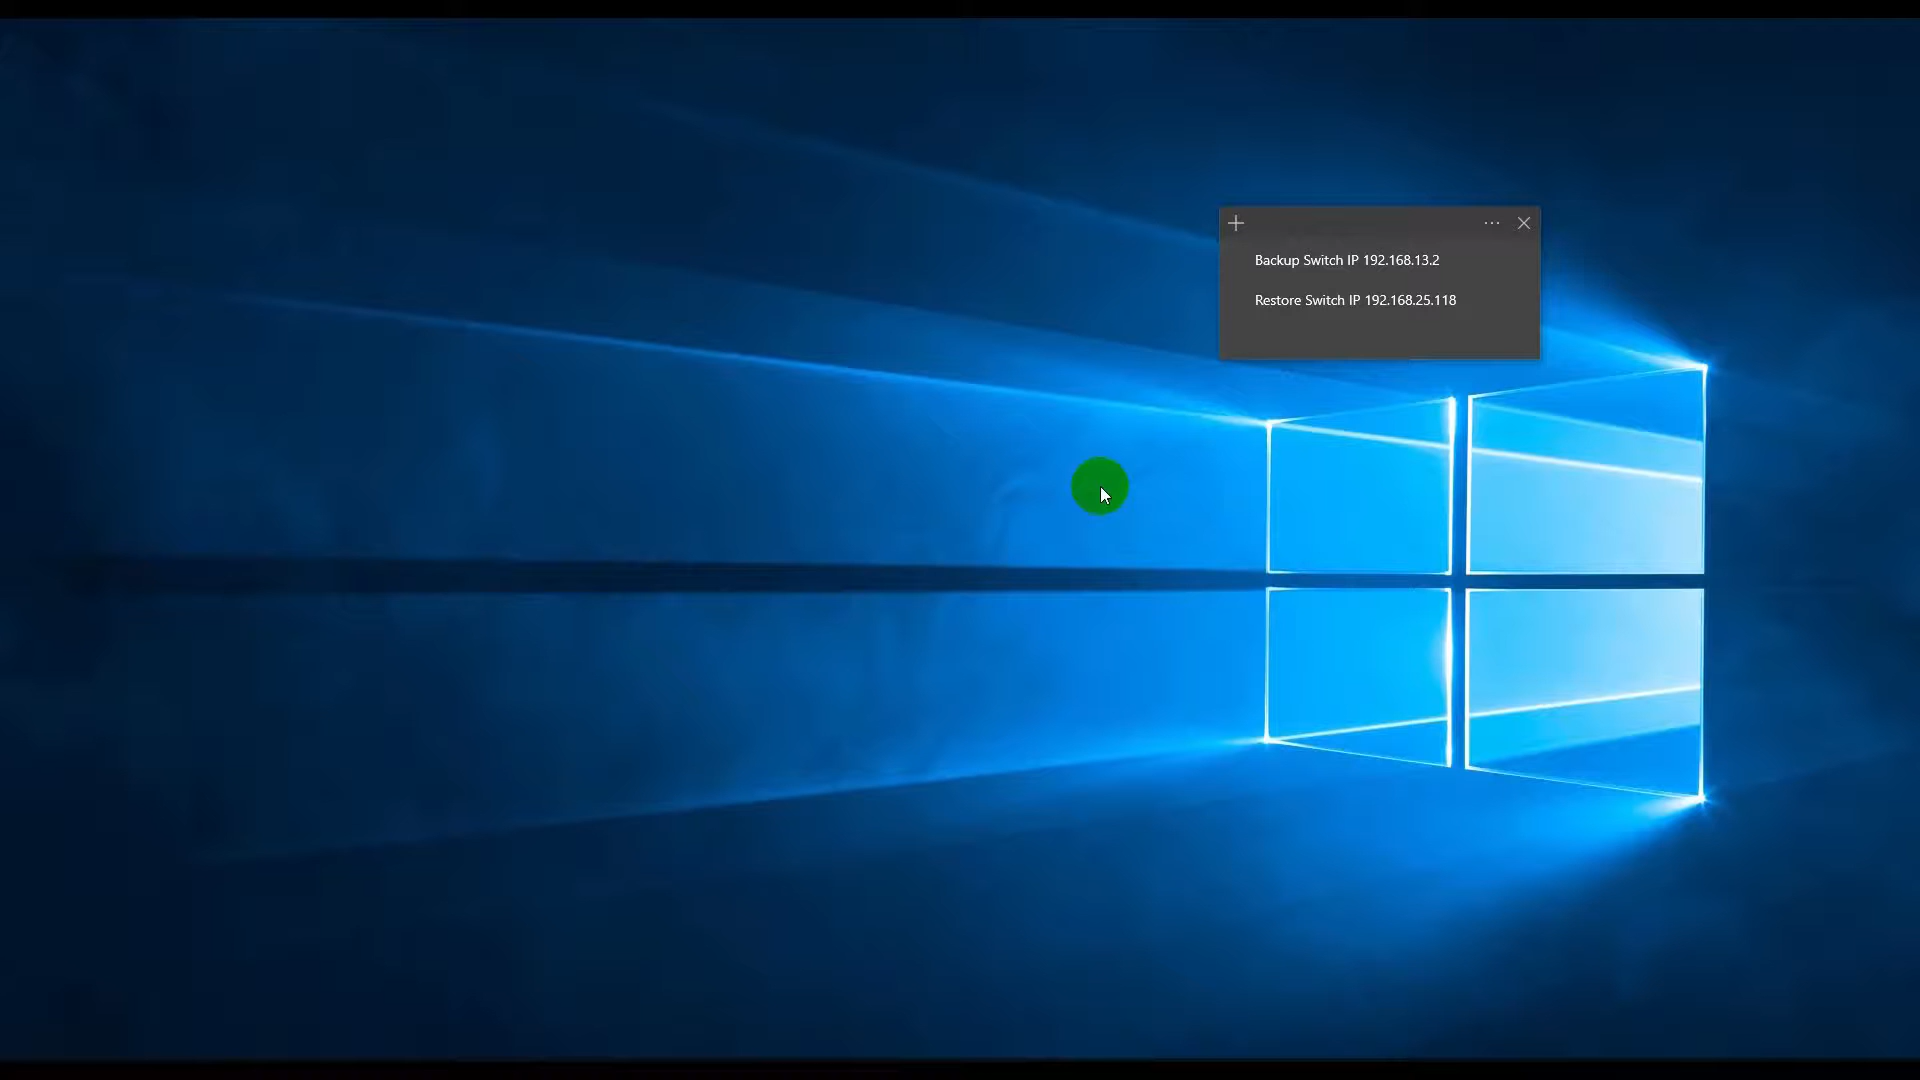 Backup Switch IP 192.168.13.2
Restore Switch IP 192.168.25.118